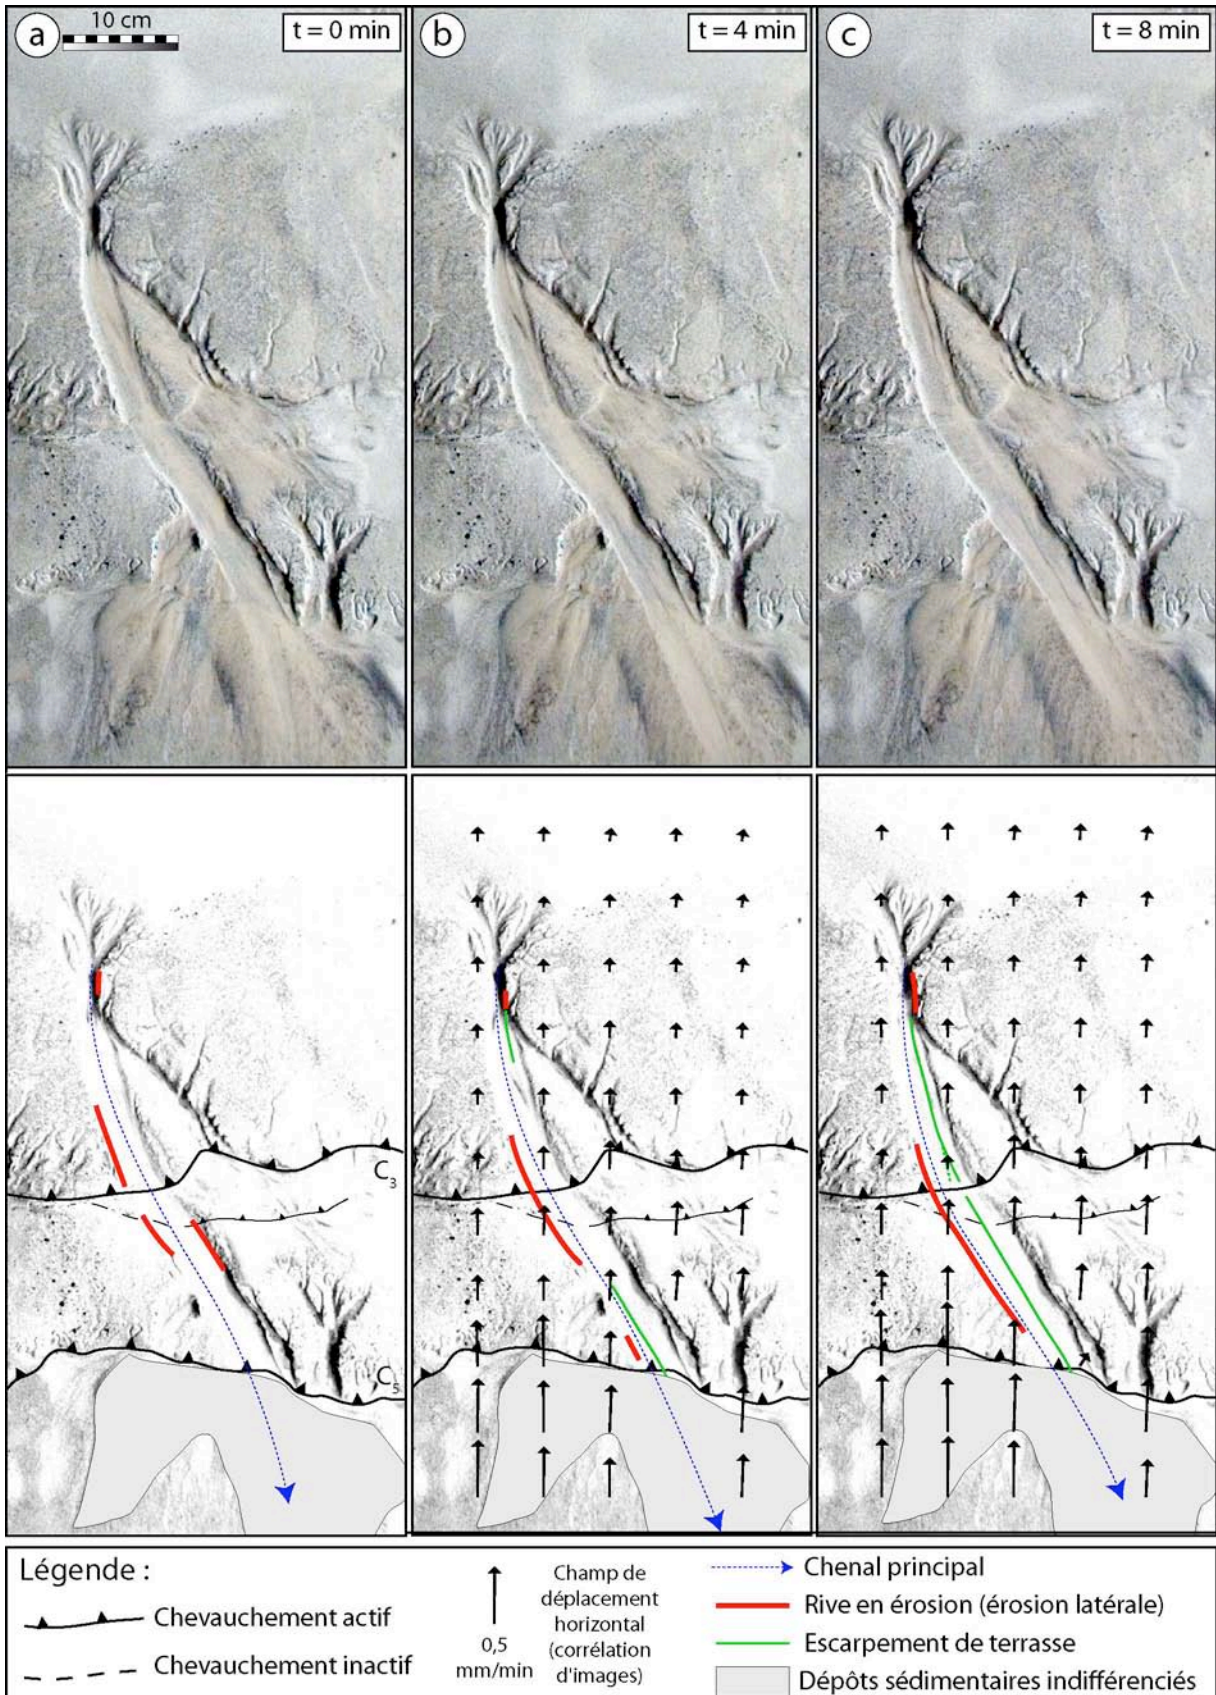 a
10 cm
t = 0 min
b
t = 4 min
c
t = 8 min
C3
C5
Légende :
Chevauchement actif
Chevauchement inactif
0,5
mm/min
Champ de
déplacement
horizontal
(corrélation
d'images)
Chenal principal
Rive en érosion (érosion latérale)
Escarpement de terrasse
Dépôts sédimentaires indifférenciés